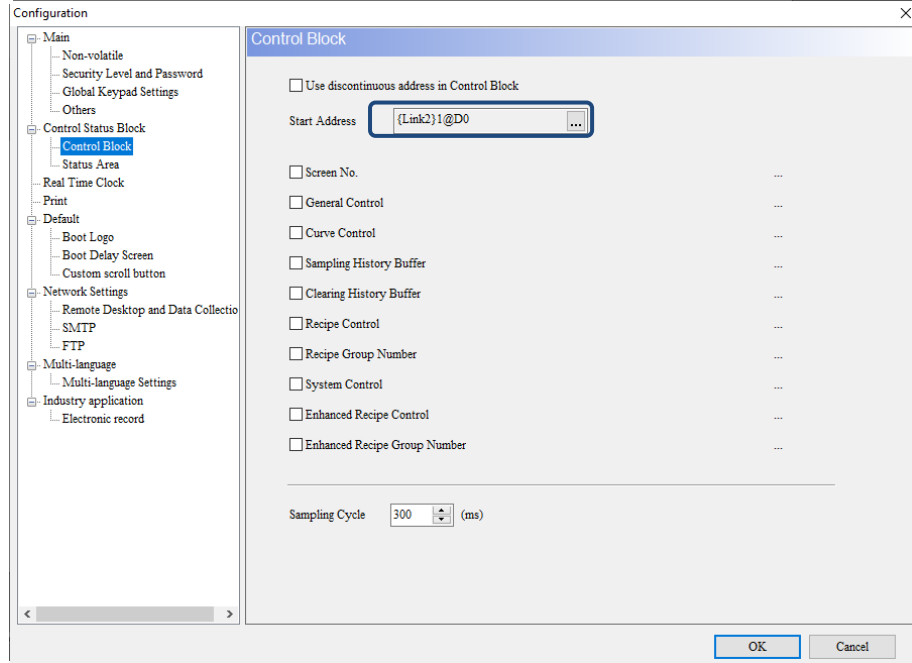 Configuration
Main
Non-volatile
Security Level and Password
Global Keypad Settings
Others
Control Status Block
Control Block
Status Area
Real Time Clock
Print
Default
Boot Logo
Boot Delay Screen
Custom scroll button
Network Settings
Remote Desktop and Data Collectio
SMTP
FTP
Multi-language
Multi-language Settings
Industry application
Electronic record
Control Block
Use discontinuous address in Control Block
Start Address {Link2}1@D0 ...
Screen No. ...
General Control ...
Curve Control ...
Sampling History Buffer ...
Clearing History Buffer ...
Recipe Control ...
Recipe Group Number ...
System Control ...
Enhanced Recipe Control ...
Enhanced Recipe Group Number ...
Sampling Cycle 300 (ms)
OK Cancel